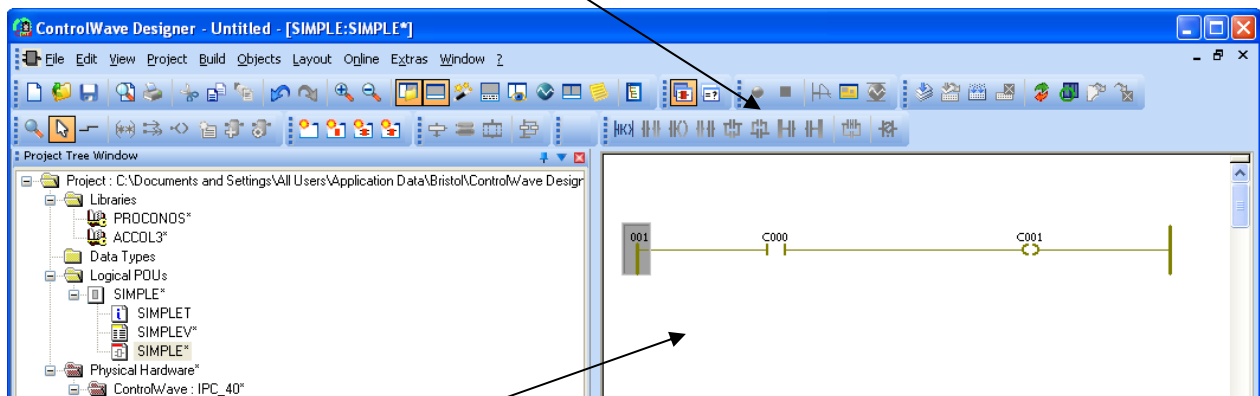 ControlWave Designer - Untitled - [SIMPLE:SIMPLE*]
File Edit View Project Build Objects Layout Online Extras Window ?
Project Tree Window
Project : C:\Documents and Settings\All Users\Application Data\Bristol\ControlWave Design
Libraries
PROCONOS*
ACCOL3*
Data Types
Logical POUs
SIMPLE*
SIMPLET
SIMPLEV*
SIMPLE*
Physical Hardware*
ControlWave : IPC_40*
001 C000 C001